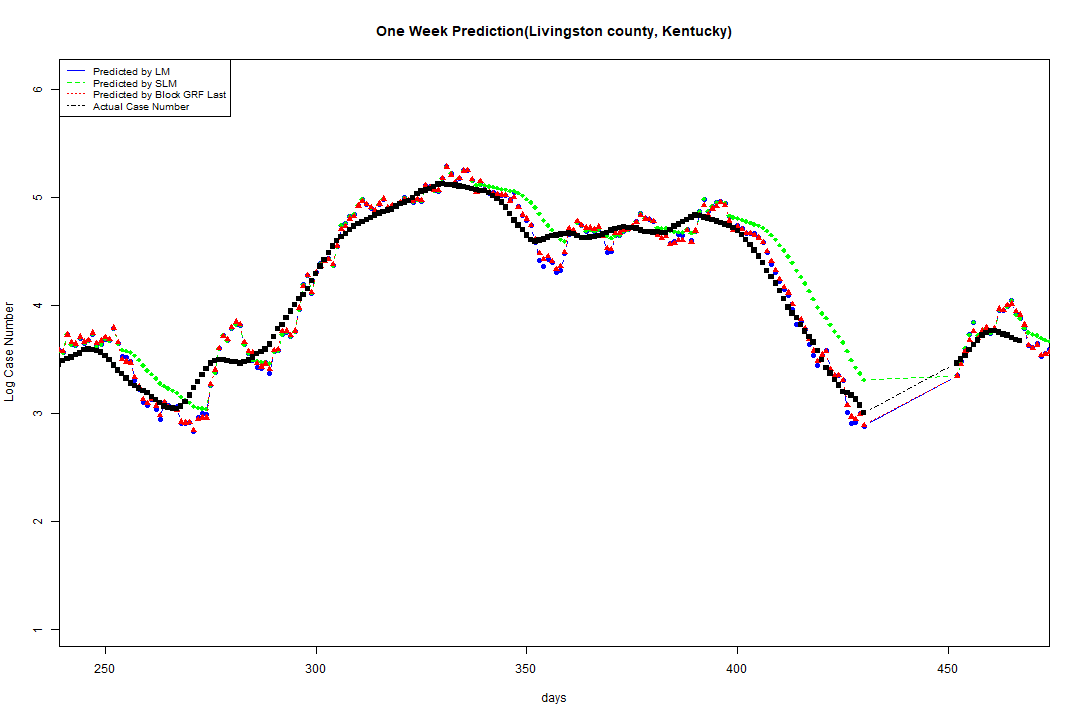 One Week Prediction(Livingston county, Kentucky)
Predicted by LM
Predicted by SLM
Predicted by Block GRF Last
Actual Case Number
6
5
4
3
2
1
Log Case Number
250 300 350 400 450
days